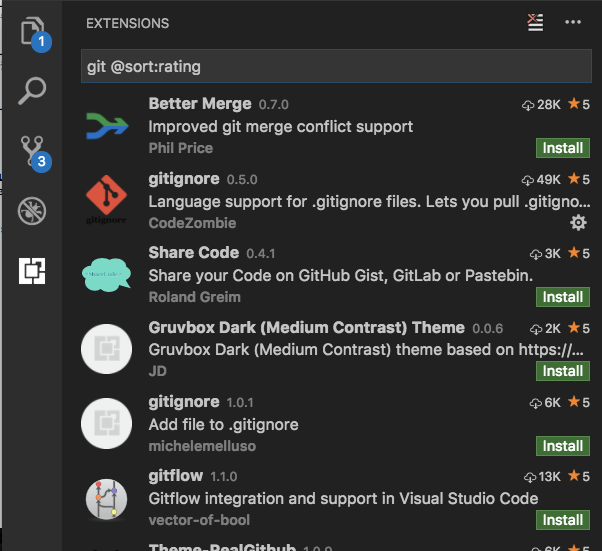 EXTENSIONS
1
git @sort:rating
Better Merge 0.7.0 28K 5
Improved git merge conflict support
Phil Price Install
3
gitignore 0.5.0 49K 5
Language support for .gitignore files. Lets you pull .gitigno...
gitignore
CodeZombie
Share Code 0.4.1 3K 5
Share your Code on GitHub Gist, GitLab or Pastebin.
Roland Greim Install
Gruvbox Dark (Medium Contrast) Theme 0.0.6 2K 5
Gruvbox Dark (Medium Contrast) theme based on https://...
JD Install
gitignore 1.0.1 6K 5
Add file to .gitignore
michelemelluso Install
gitflow 1.1.0 13K 5
Gitflow integration and support in Visual Studio Code
vector-of-bool Install
Theme-RealGithub 1.0.0 6K 5